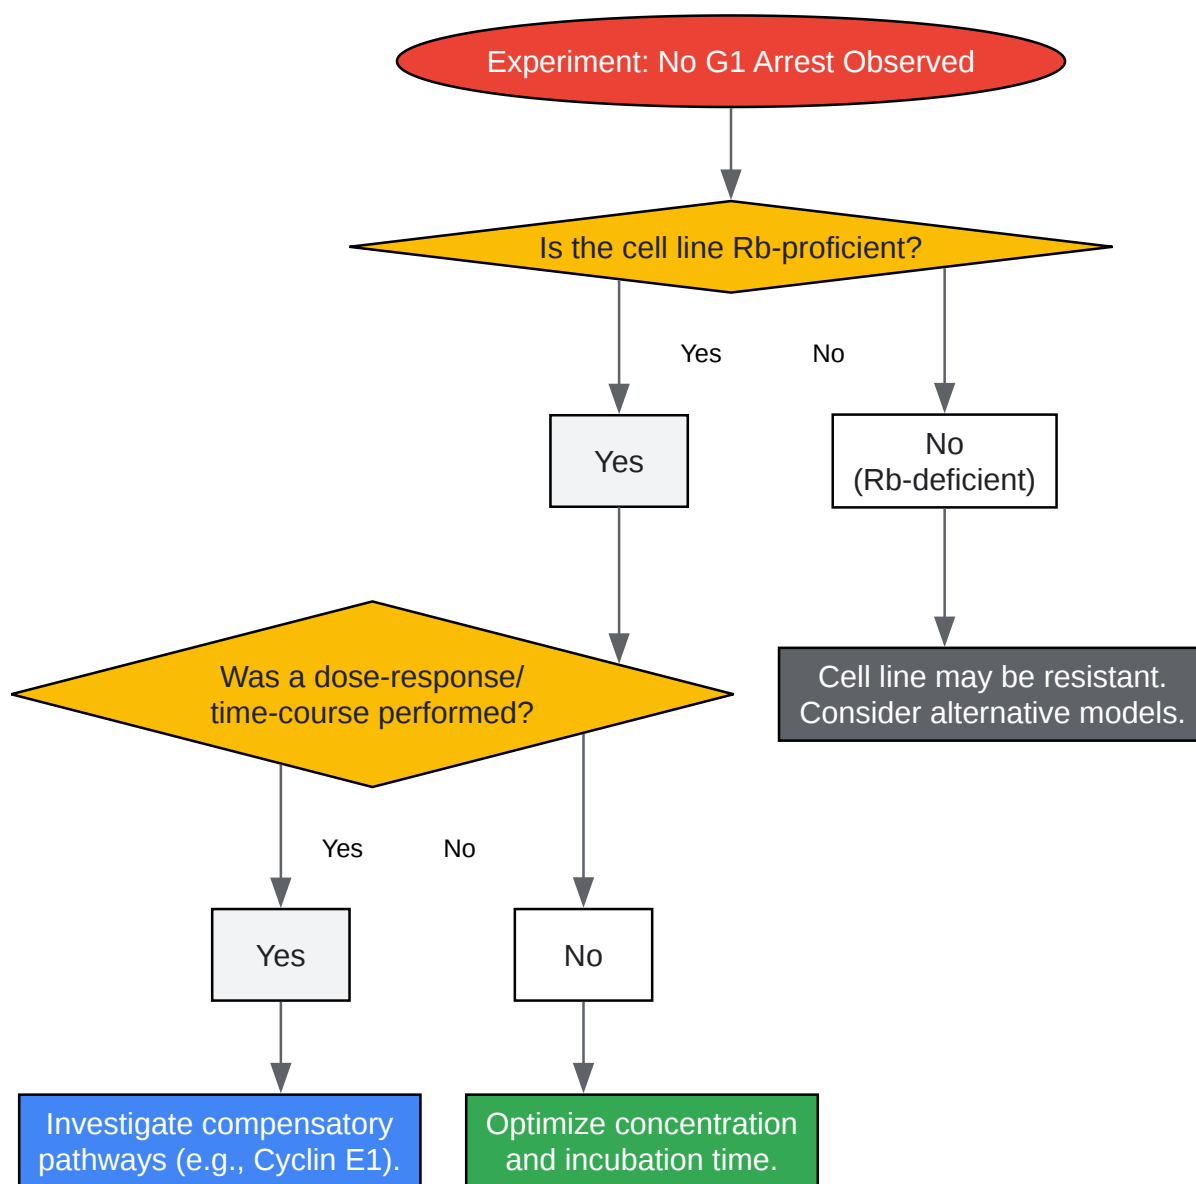 Experiment: No G1 Arrest Observed
Is the cell line Rb-proficient?
Yes
No
Yes
No
(Rb-deficient)
Was a dose-response/
time-course performed?
Cell line may be resistant.
Consider alternative models.
Yes
No
Yes
No
Investigate compensatory
pathways (e.g., Cyclin E1).
Optimize concentration
and incubation time.